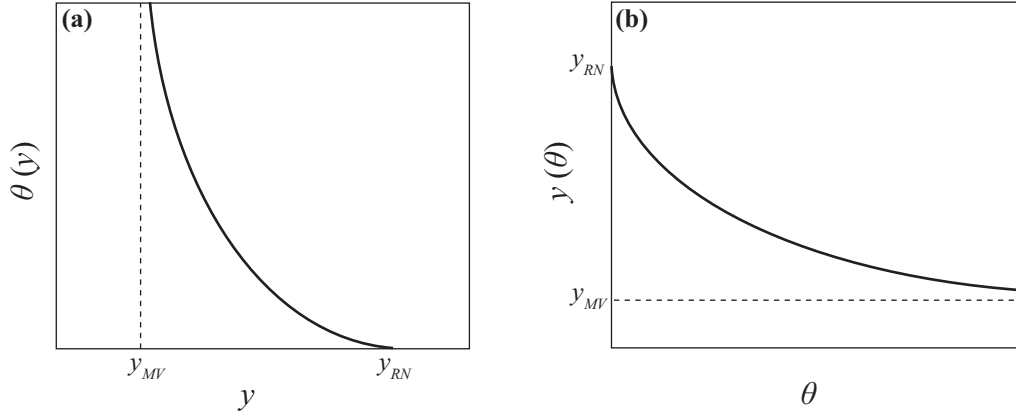 (a)
θ (y)
y_MV
y_RN
y
(b)
y_RN
y (θ)
y_MV
θ